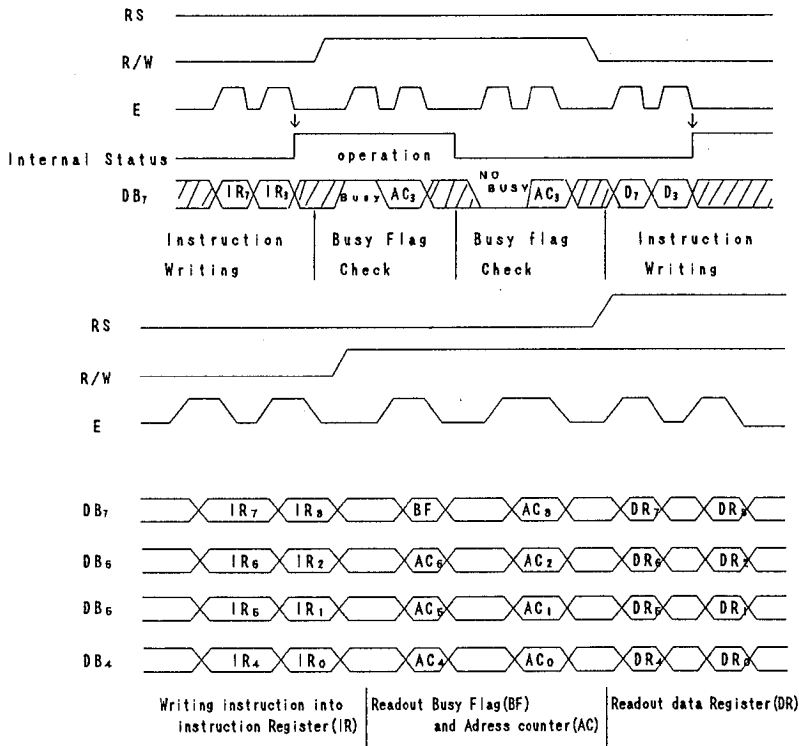 RS
R/W
E
Internal Status operation
DB₇ IR₇ IR₃ Busy AC₃ NO BUSY AC₃ D₇ D₃
Instruction Busy Flag Busy flag Instruction
Writing Check Check Writing
RS
R/W
E
DB₇ IR₇ IR₃ BF AC₃ DR₇ DR₃
DB₆ IR₆ IR₂ AC₆ AC₂ DR₆ DR₂
DB₅ IR₅ IR₁ AC₅ AC₁ DR₅ DR₁
DB₄ IR₄ IR₀ AC₄ AC₀ DR₄ DR₀
Writing instruction into Readout Busy Flag(BF) Readout data Register(DR)
instruction Register(IR) and Adress counter(AC)